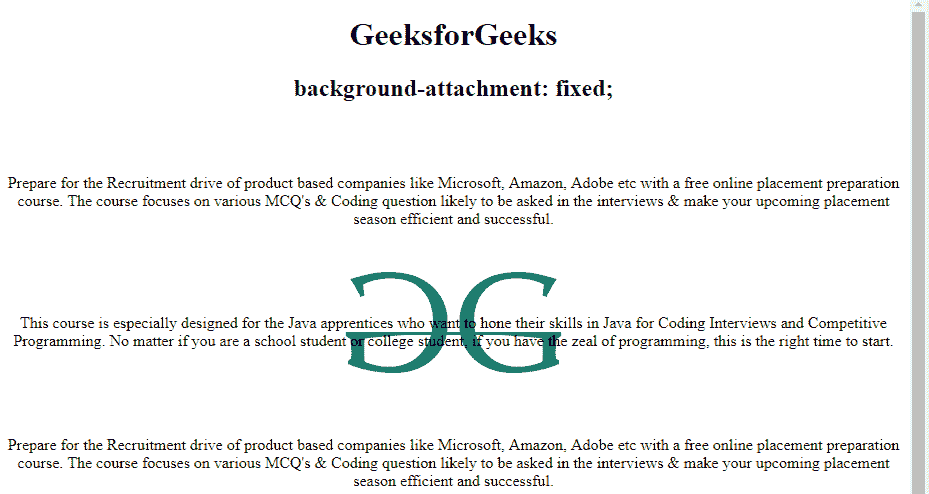 GeeksforGeeks
background-attachment: fixed;
Prepare for the Recruitment drive of product based companies like Microsoft, Amazon, Adobe etc with a free online placement preparation
course. The course focuses on various MCQ's & Coding question likely to be asked in the interviews & make your upcoming placement
season efficient and successful.
This course is especially designed for the Java apprentices who want to hone their skills in Java for Coding Interviews and Competitive
Programming. No matter if you are a school student or college student, if you have the zeal of programming, this is the right time to start.
Prepare for the Recruitment drive of product based companies like Microsoft, Amazon, Adobe etc with a free online placement preparation
course. The course focuses on various MCQ's & Coding question likely to be asked in the interviews & make your upcoming placement
season efficient and successful.